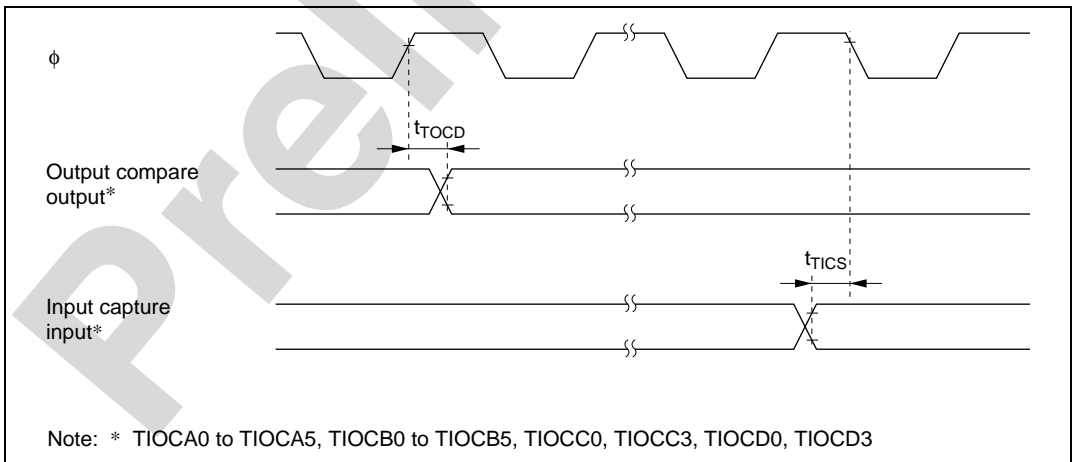 φ
tTOCD
Output compare
output*
tTICS
Input capture
input*
Note: * TIOCA0 to TIOCA5, TIOCB0 to TIOCB5, TIOCC0, TIOCC3, TIOCD0, TIOCD3